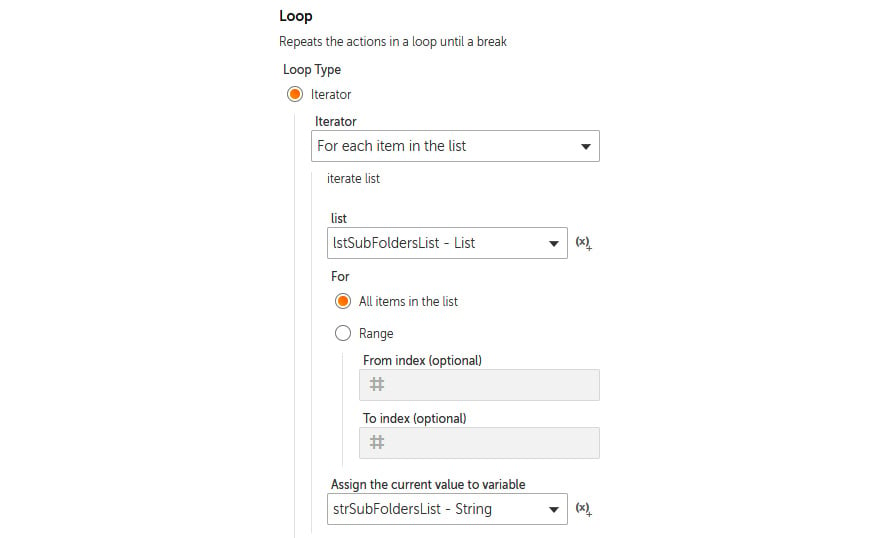 Loop
Repeats the actions in a loop until a break
Loop Type
Iterator
Iterator
For each item in the list
iterate list
list
lstSubFoldersList - List
(x)+
For
All items in the list
Range
From index (optional)
#
To index (optional)
#
Assign the current value to variable
strSubFoldersList - String
(x)+